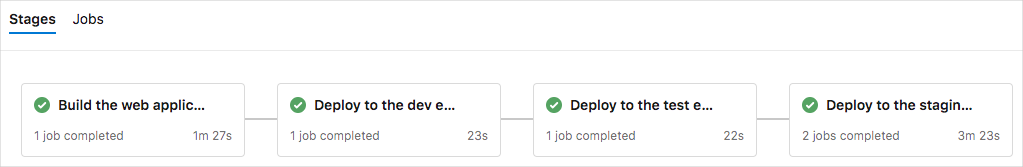 Stages Jobs
Build the web applic... Deploy to the dev e... Deploy to the test e... Deploy to the stagin...
1 job completed 1m 27s 1 job completed 23s 1 job completed 22s 2 jobs completed 3m 23s